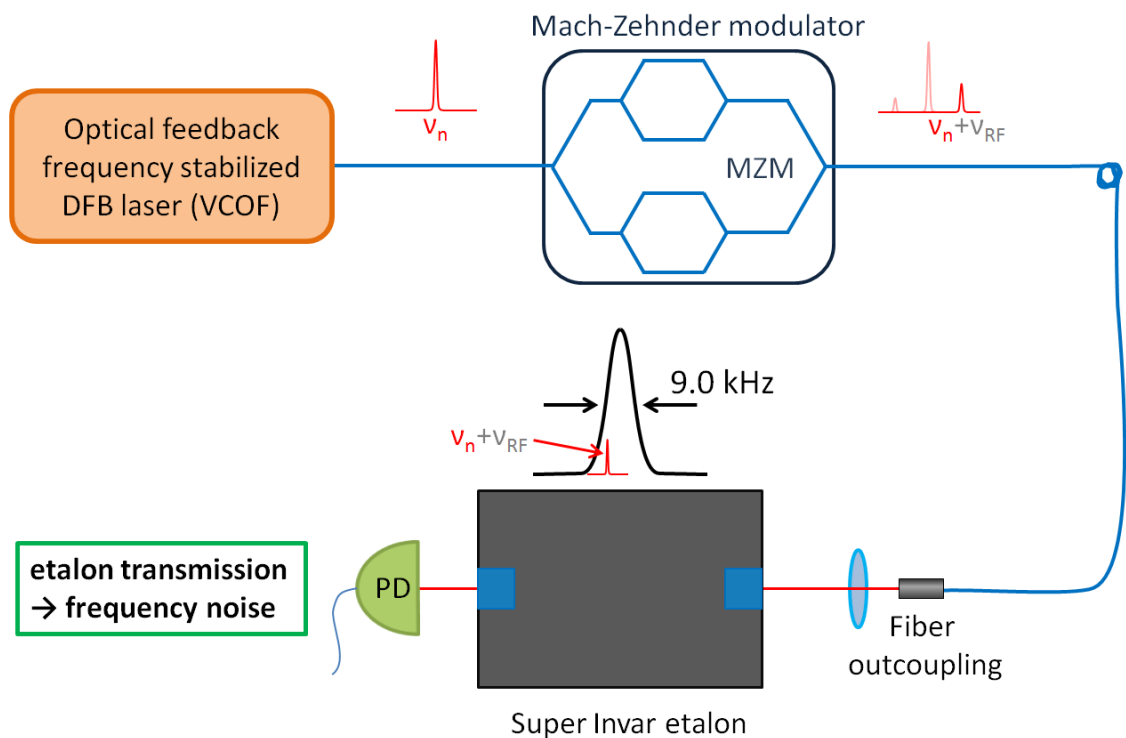 Mach-Zehnder modulator
Optical feedback
frequency stabilized
DFB laser (VCOF)
νn
MZM
νn+νRF
9.0 kHz
νn+νRF
etalon transmission
→ frequency noise
PD
Fiber
outcoupling
Super Invar etalon